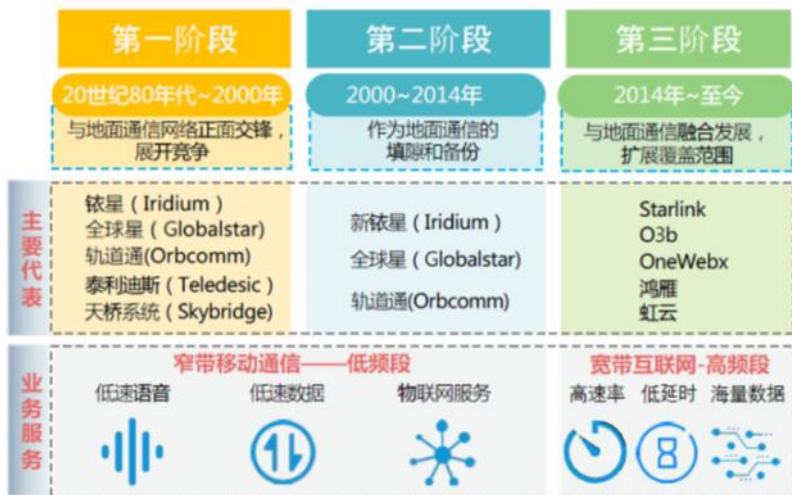 第一阶段
第二阶段
第三阶段
20世纪80年代~2000年
2000~2014年
2014年~至今
与地面通信网络正面交锋，
展开竞争
作为地面通信的
填隙和备份
与地面通信融合发展，
扩展覆盖范围
主要代表
铱星（Iridium）
全球星（Globalstar)
轨道通(Orbcomm)
泰利迪斯（Teledesic）
天桥系统（Skybridge)
新铱星（Iridium）
全球星（Globalstar)
轨道通(Orbcomm)
Starlink
O3b
OneWebx
鸿雁
虹云
业务服务
窄带移动通信——低频段
低速语音
低速数据
物联网服务
宽带互联网-高频段
高速率
低延时
海量数据